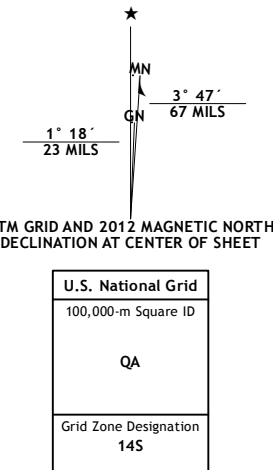 ★
MN
3° 47´
67 MILS
GN
1° 18´
23 MILS
TM GRID AND 2012 MAGNETIC NORTH
DECLINATION AT CENTER OF SHEET
U.S. National Grid
100,000-m Square ID
QA
Grid Zone Designation
14S